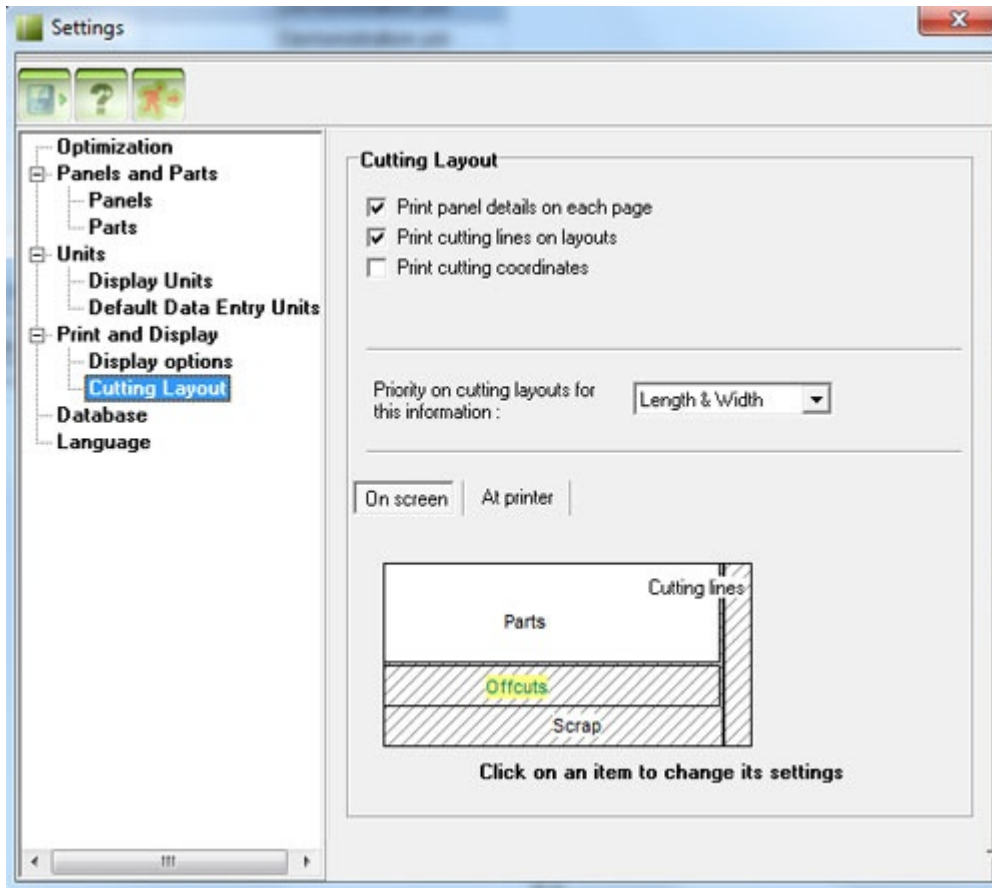 Settings
Optimization
Panels and Parts
Panels
Parts
Units
Display Units
Default Data Entry Units
Print and Display
Display options
Cutting Layout
Database
Language
Cutting Layout
Print panel details on each page
Print cutting lines on layouts
Print cutting coordinates
Priority on cutting layouts for
this information :
Length & Width
On screen
At printer
Cutting lines
Parts
Offcuts
Scrap
Click on an item to change its settings